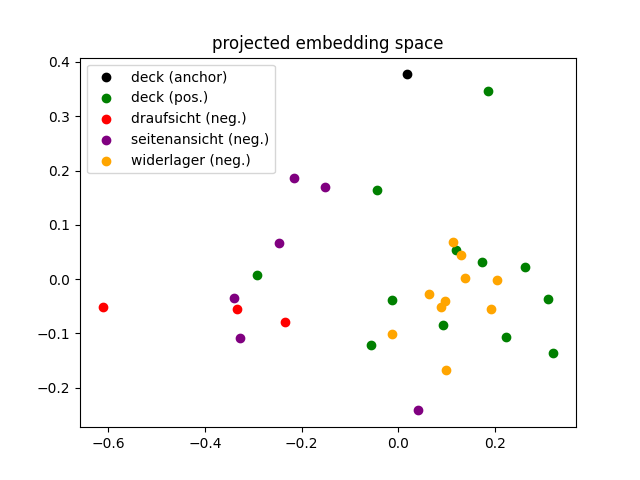 projected embedding space
deck (anchor)
deck (pos.)
draufsicht (neg.)
seitenansicht (neg.)
widerlager (neg.)
0.4
0.3
0.2
0.1
0.0
−0.1
−0.2
−0.6 −0.4 −0.2 0.0 0.2